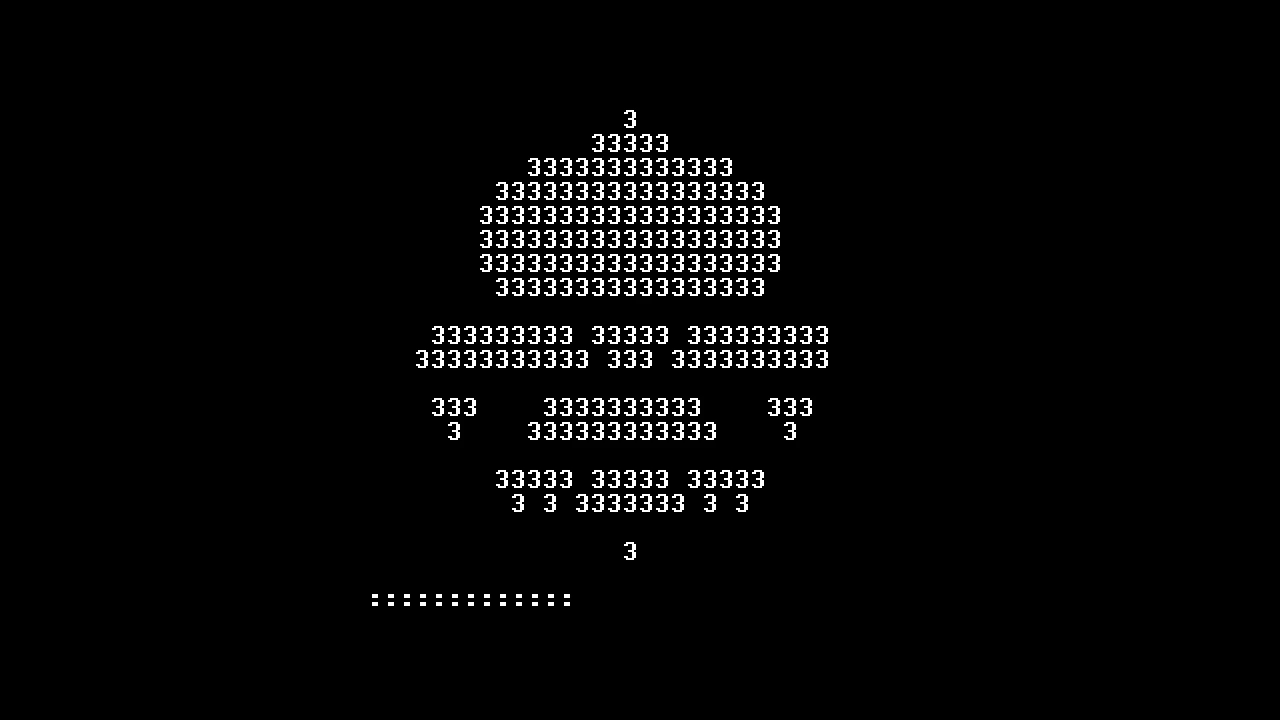 3
33333
3333333333333
33333333333333333
3333333333333333333
3333333333333333333
3333333333333333333
33333333333333333
333333333 33333 333333333
33333333333 333 3333333333
333    3333333333    333
3    333333333333    3
33333 33333 33333
3 3 3333333 3 3
3
:::::::::::::